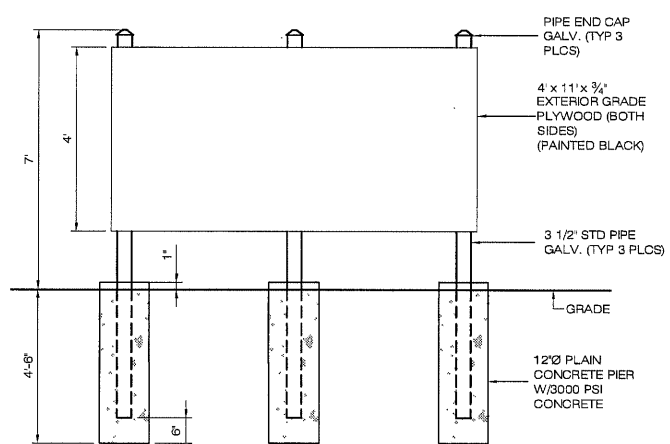 PIPE END CAP
GALV. (TYP 3
PLCS)
4' x 11' x ¾"
EXTERIOR GRADE
PLYWOOD (BOTH
SIDES)
(PAINTED BLACK)
7'
4'
3 1/2" STD PIPE
GALV. (TYP 3 PLCS)
1"
GRADE
4'-6"
12"Ø PLAIN
CONCRETE PIER
W/3000 PSI
CONCRETE
6"